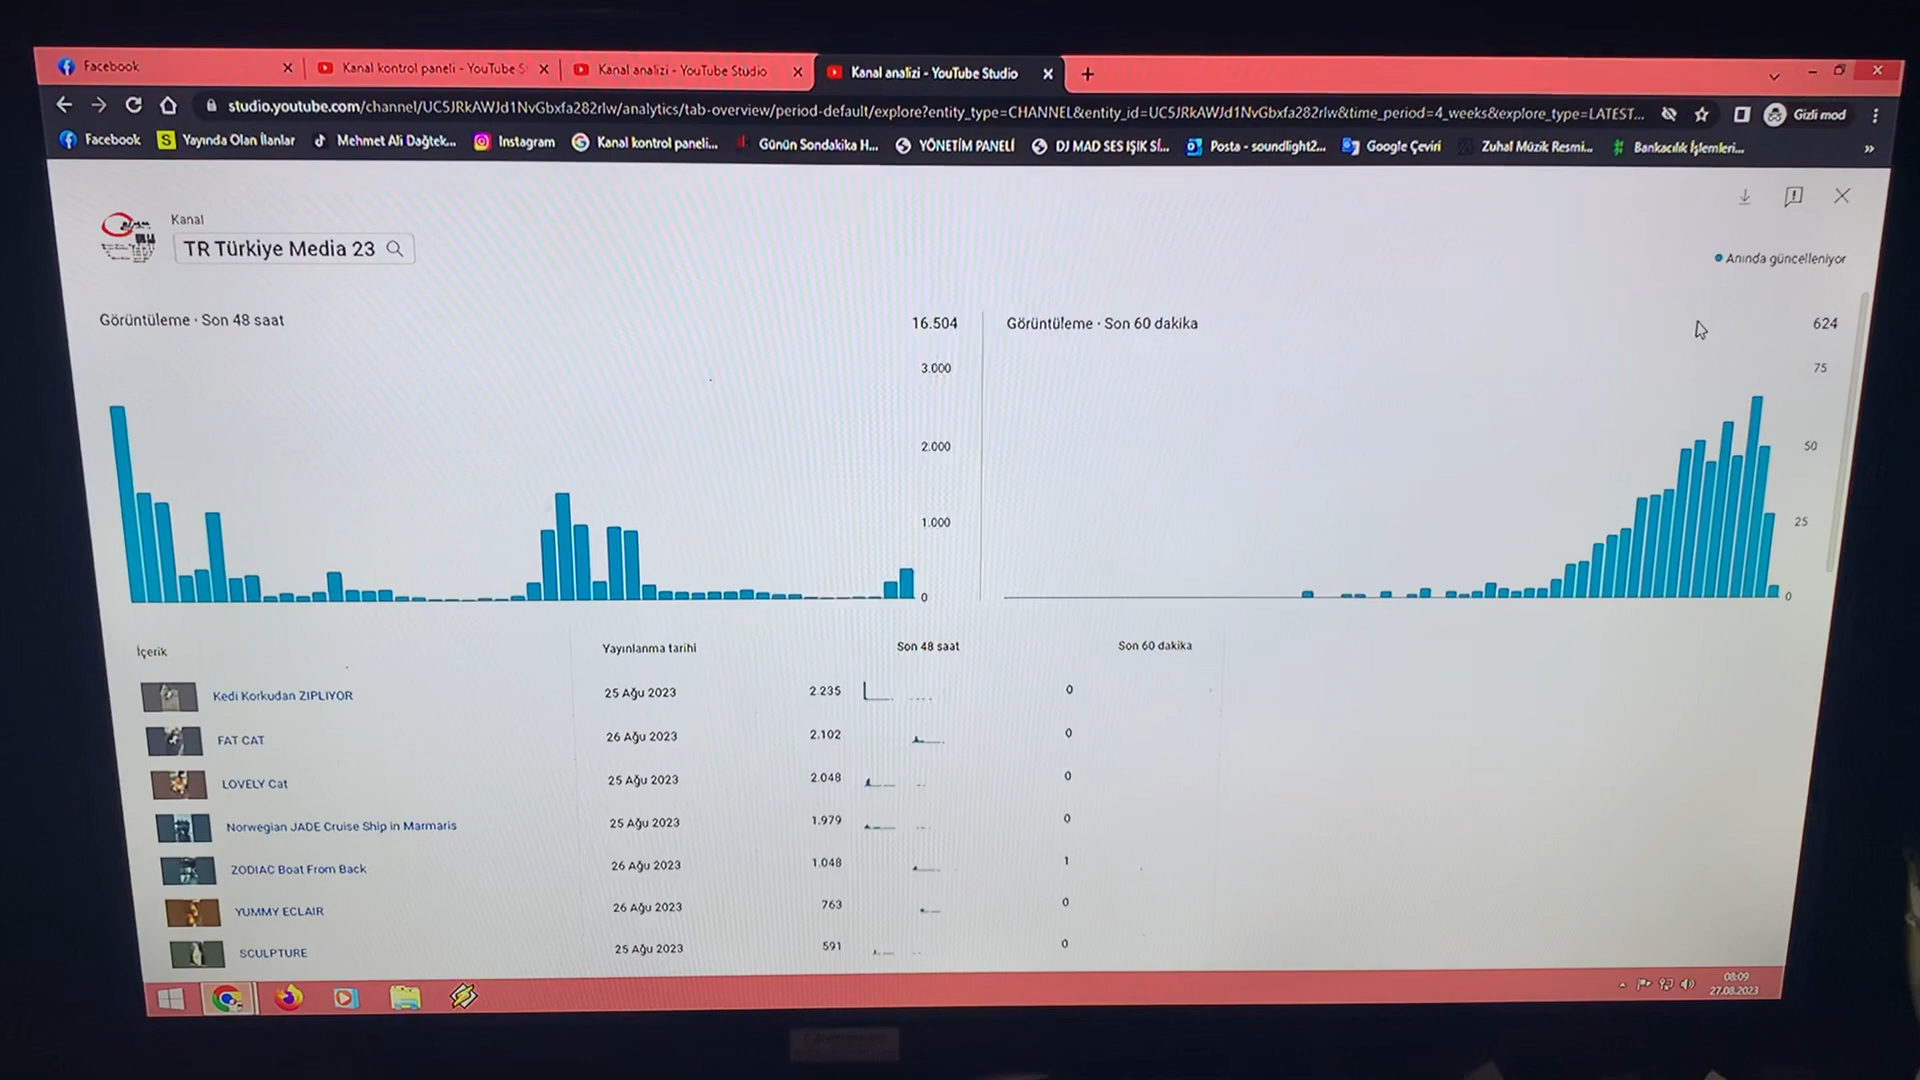 Facebook
Kanal kontrol paneli - YouTube S
Kanal analizi - YouTube Studio
Kanal analizi - YouTube Studio
studio.youtube.com/channel/UC5JRkAWJd1NvGbxfa282rlw/analytics/tab-overview/period-default/explore?entity_type=CHANNEL&entity_id=UC5JRkAWJd1NvGbxfa282rlw&time_period=4_weeks&explore_type=LATEST...
Gizli mod
Facebook
Yayında Olan İlanlar
Mehmet Ali Dağtek...
Instagram
Kanal kontrol paneli...
Günün Sondakika H...
YÖNETİM PANELİ
DJ MAD SES IŞIK Sİ...
Posta - soundlight2...
Google Çeviri
Zuhal Müzik Resmi...
Bankacılık İşlemleri...
Kanal
TR Türkiye Media 23
Anında güncelleniyor
Görüntüleme · Son 48 saat
16.504
3.000
2.000
1.000
0
Görüntüleme · Son 60 dakika
624
75
50
25
0
İçerik
Yayınlanma tarihi
Son 48 saat
Son 60 dakika
Kedi Korkudan ZIPLIYOR 25 Ağu 2023 2.235 0
FAT CAT 26 Ağu 2023 2.102 0
LOVELY Cat 25 Ağu 2023 2.048 0
Norwegian JADE Cruise Ship in Marmaris 25 Ağu 2023 1.979 0
ZODIAC Boat From Back 26 Ağu 2023 1.048 1
YUMMY ECLAIR 26 Ağu 2023 763 0
SCULPTURE 25 Ağu 2023 591 0
08:09
27.08.2023